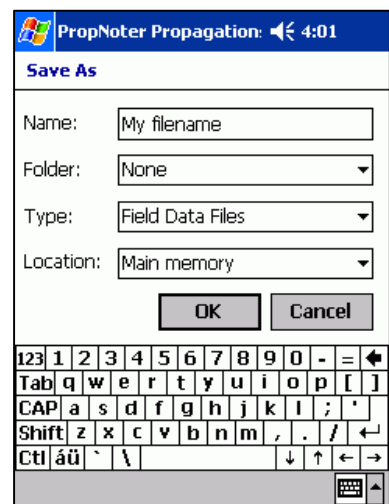 PropNoter Propagation: 4:01
Save As
Name: My filename
Folder: None
Type: Field Data Files
Location: Main memory
OK Cancel
123 1 2 3 4 5 6 7 8 9 0 - =
Tab q w e r t y u i o p [ ]
CAP a s d f g h j k l ; '
Shift z x c v b n m , . /
Ctl áü ` \